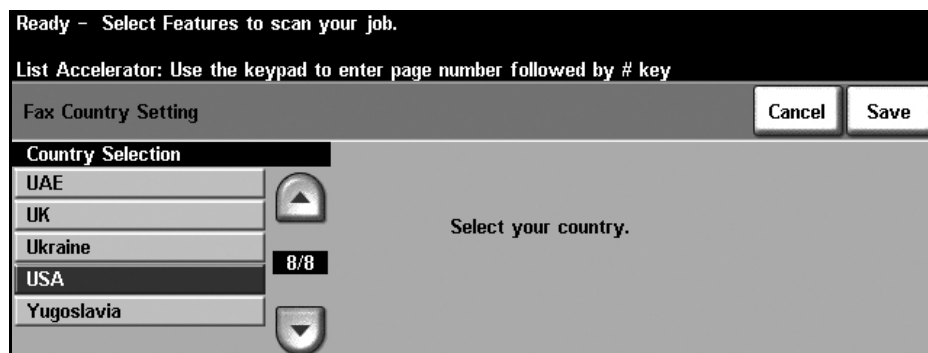 Ready - Select Features to scan your job.
List Accelerator: Use the keypad to enter page number followed by # key
Fax Country Setting
Cancel
Save
Country Selection
UAE
UK
Ukraine
USA
Yugoslavia
8/8
Select your country.